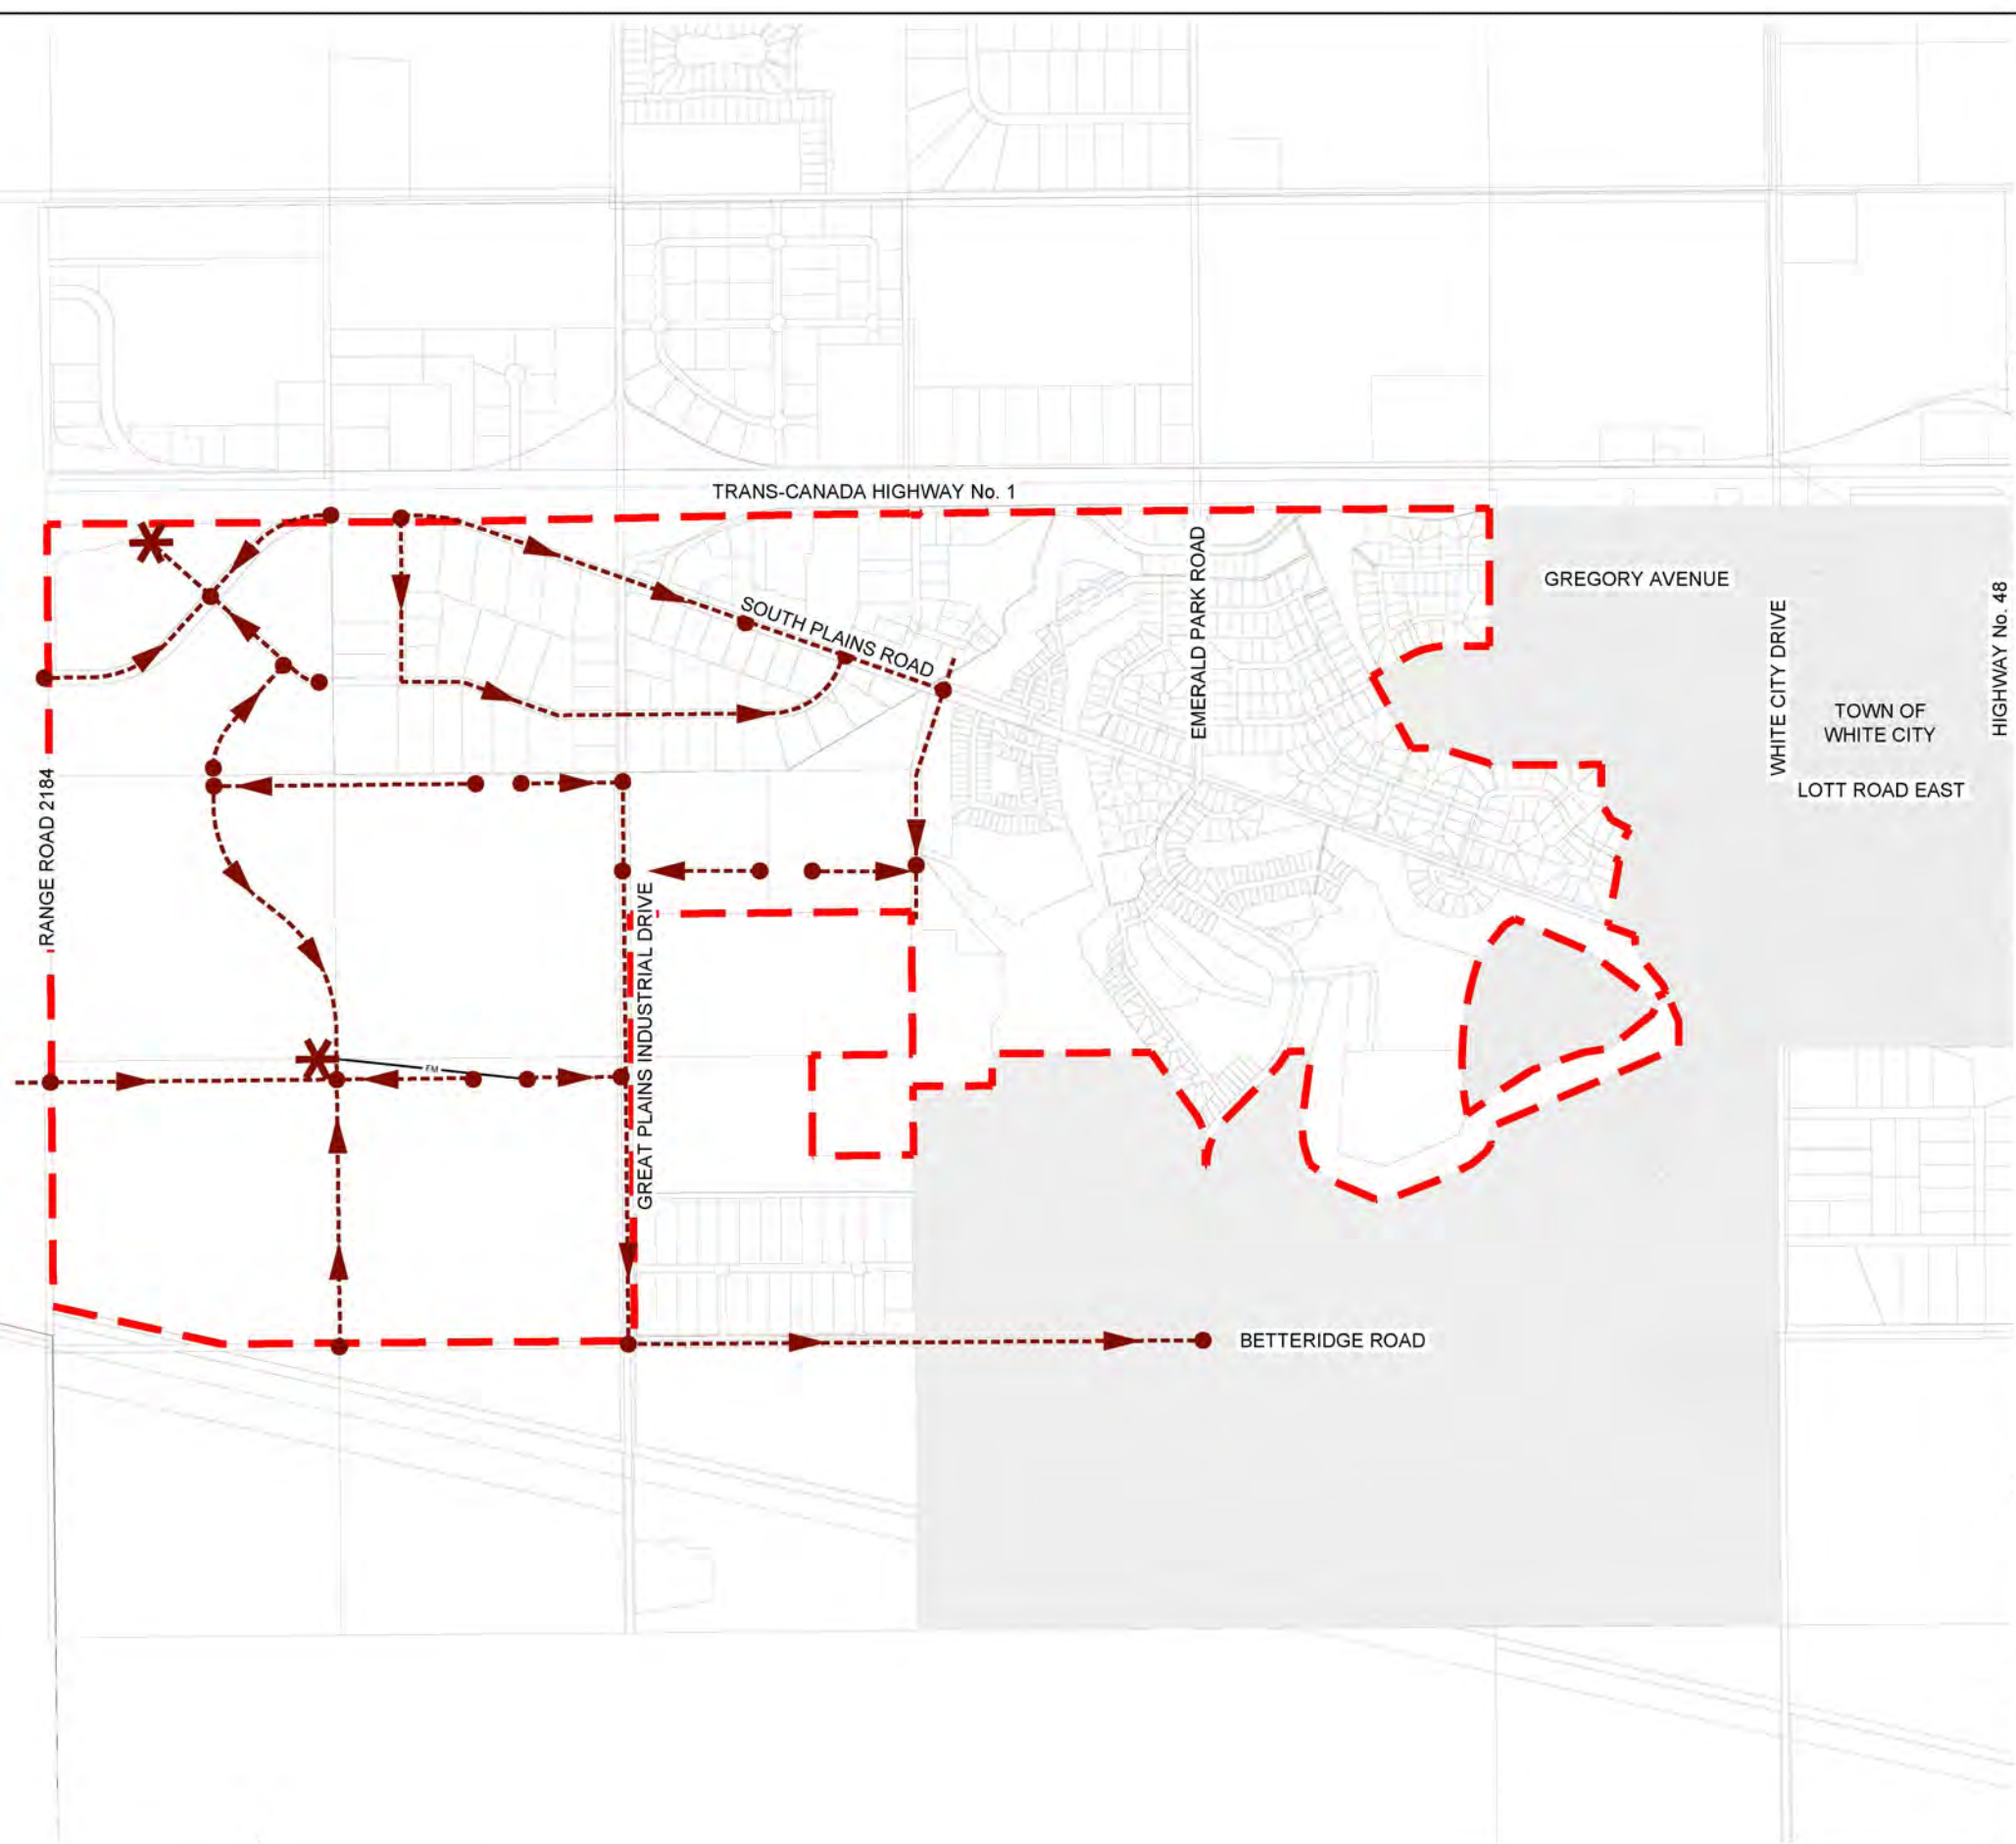 TRANS-CANADA HIGHWAY No. 1
EMERALD PARK ROAD
GREGORY AVENUE
WHITE CITY DRIVE
HIGHWAY No. 48
SOUTH PLAINS ROAD
TOWN OF
WHITE CITY
LOTT ROAD EAST
RANGE ROAD 2184
GREAT PLAINS INDUSTRIAL DRIVE
FM
BETTERIDGE ROAD